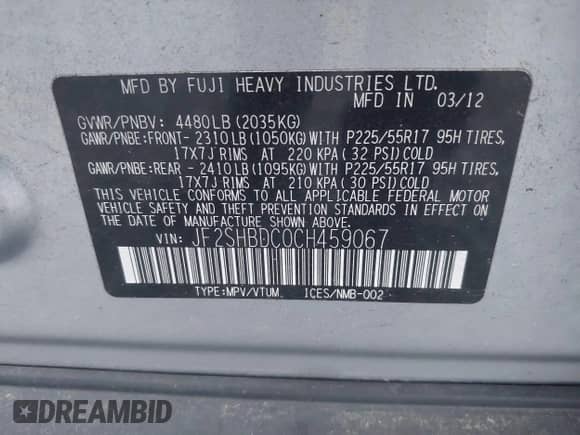 MFD BY FUJI HEAVY INDUSTRIES LTD.
MFD IN 03/12
GVWR/PNBV: 4480LB (2035KG)
GAWR/PNBE:FRONT- 2310LB (1050KG) WITH P225/55R17 95H TIRES,
17X7J RIMS AT 220 KPA ( 32 PSI) COLD
GAWR/PNBE:REAR - 2410LB (1095KG) WITH P225/55R17 95H TIRES,
17X7J RIMS AT 210 KPA ( 30 PSI) COLD
THIS VEHICLE CONFORMS TO ALL APPLICABLE FEDERAL MOTOR
VEHICLE SAFETY AND THEFT PREVENTION STANDARDS IN EFFECT ON
THE DATE OF MANUFACTURE SHOWN ABOVE.
VIN: JF2SHBDC0CH459067
TYPE:MPV/VTUM ICES/NMB-002
DREAMBID